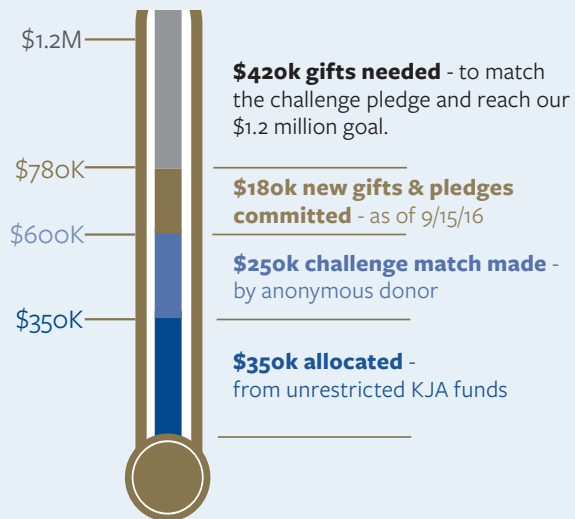 $1.2M
$420k gifts needed - to match
the challenge pledge and reach our
$1.2 million goal.
$780K
$180k new gifts & pledges
committed - as of 9/15/16
$600K
$250k challenge match made -
by anonymous donor
$350K
$350k allocated -
from unrestricted KJA funds